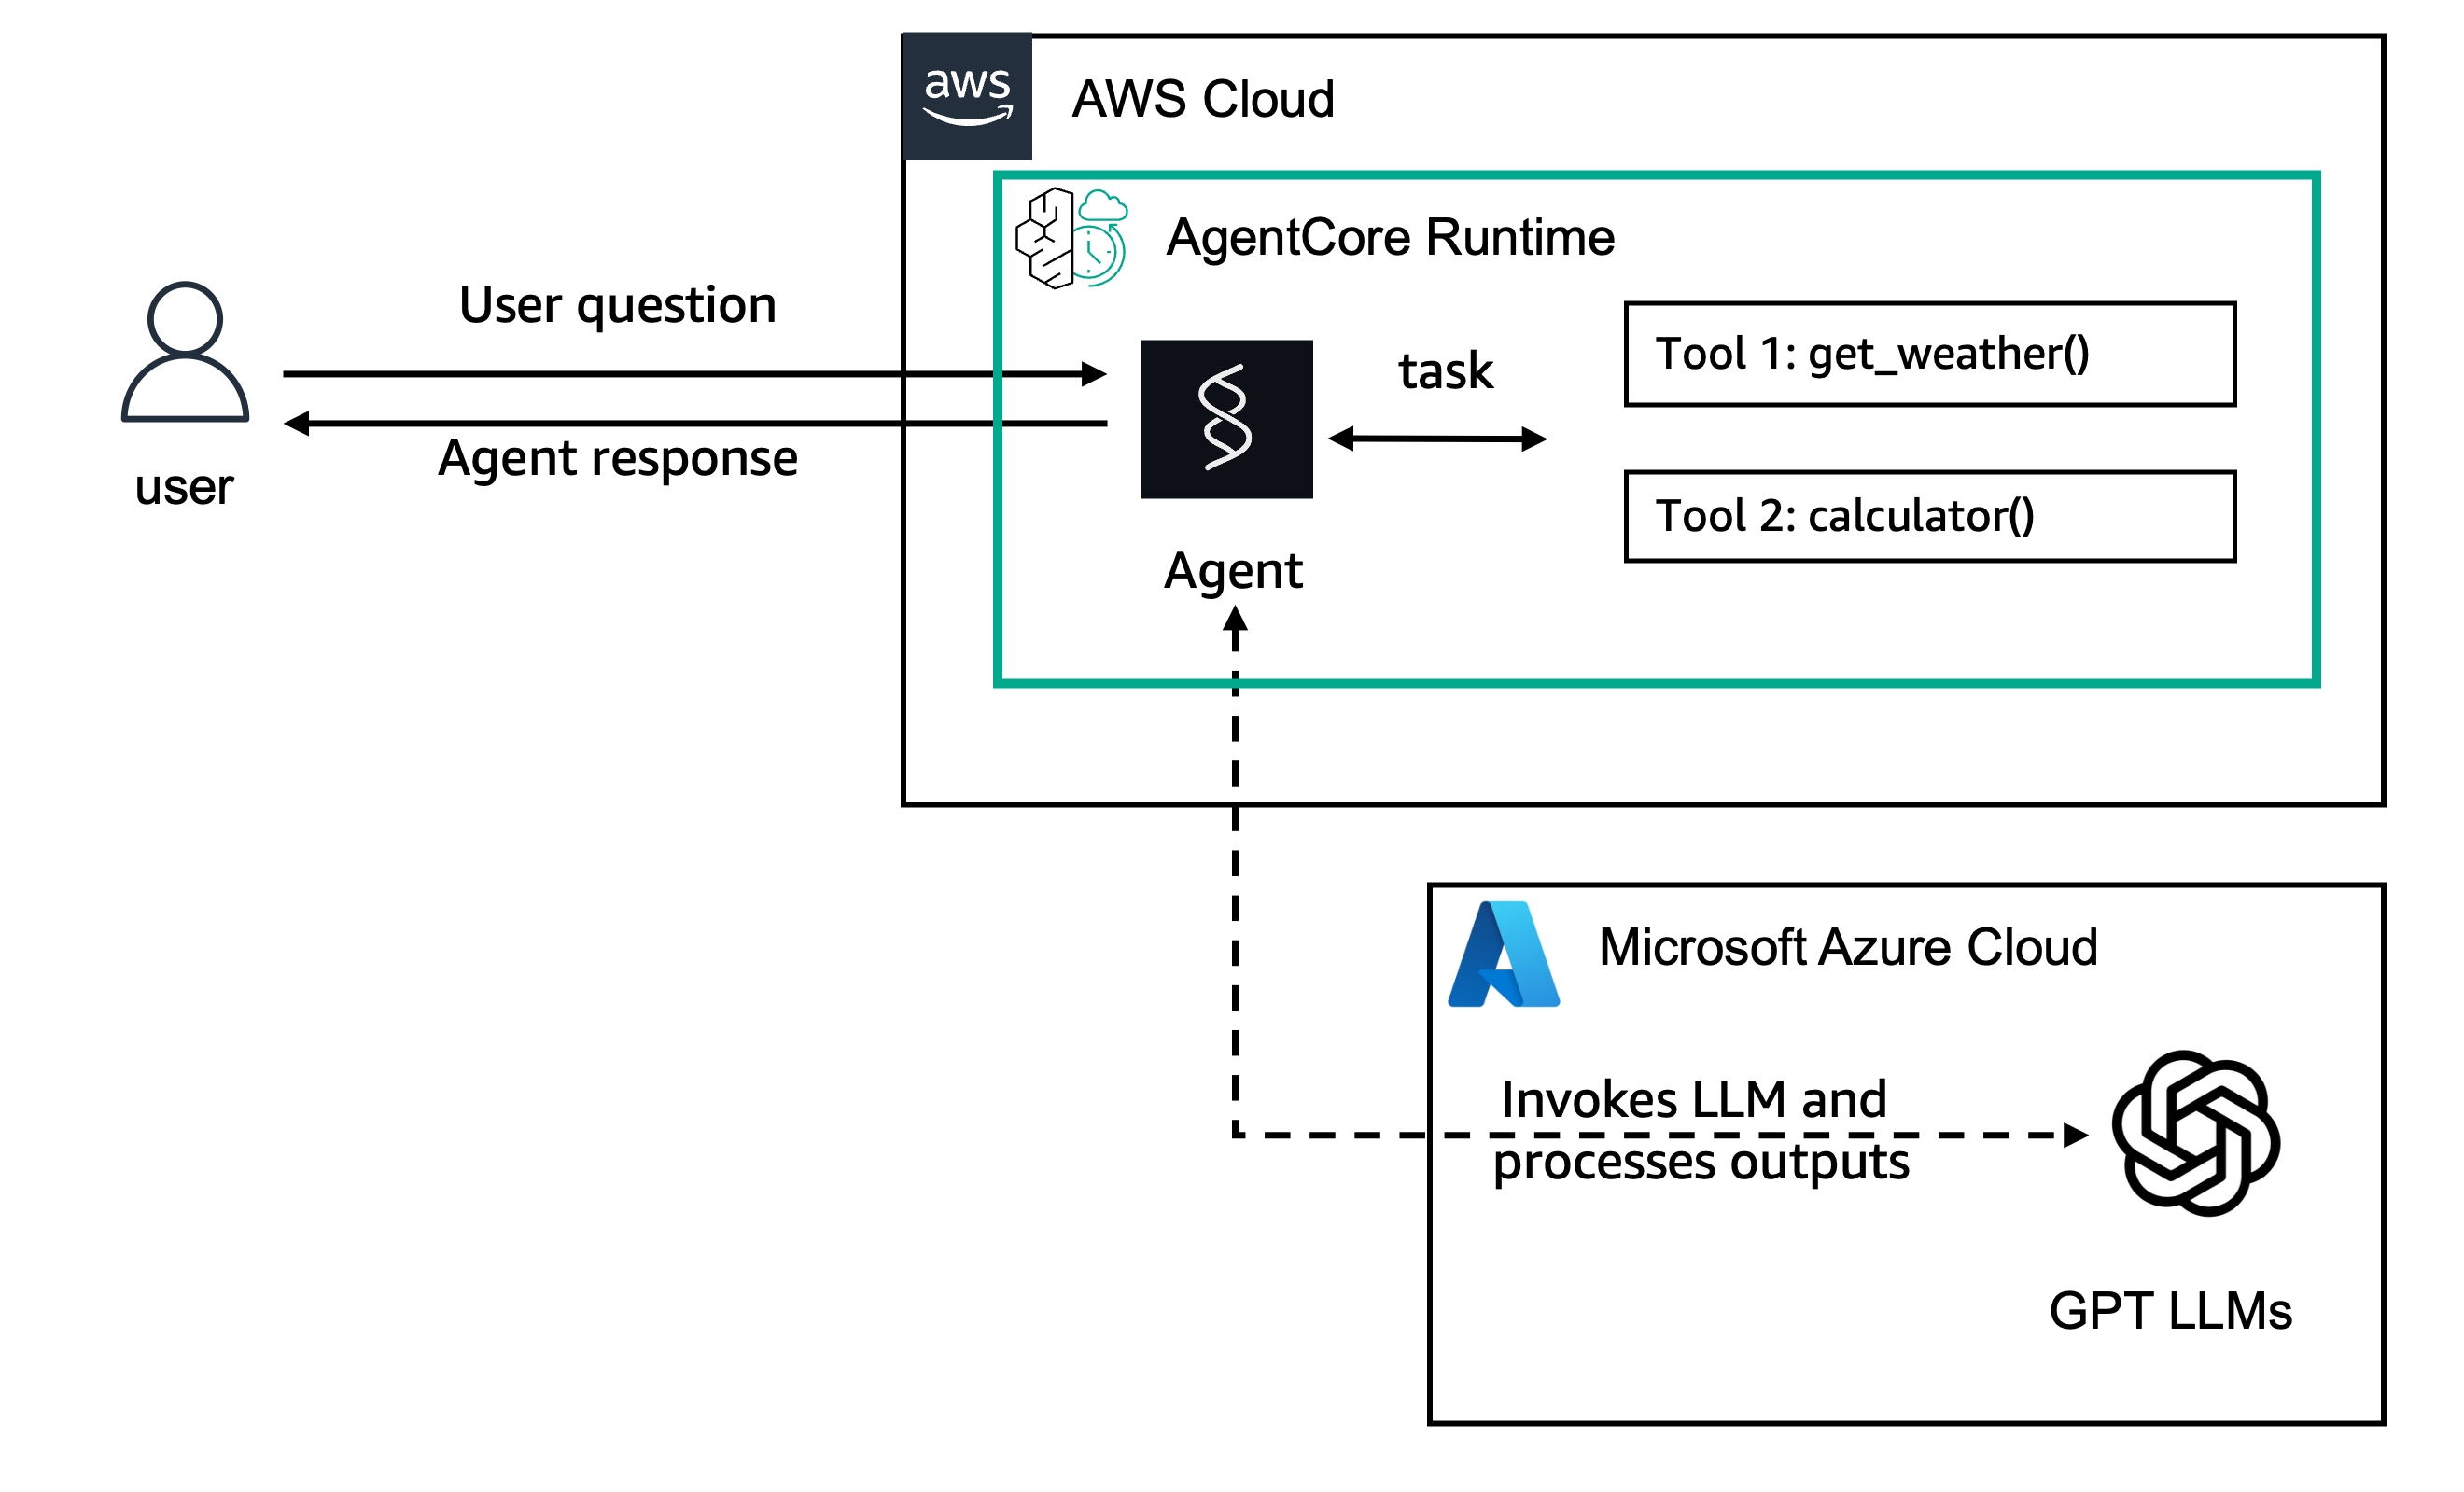 aws
AWS Cloud
AgentCore Runtime
User question
Agent response
user
Agent
task
Tool 1: get_weather()
Tool 2: calculator()
Microsoft Azure Cloud
Invokes LLM and
processes outputs
GPT LLMs